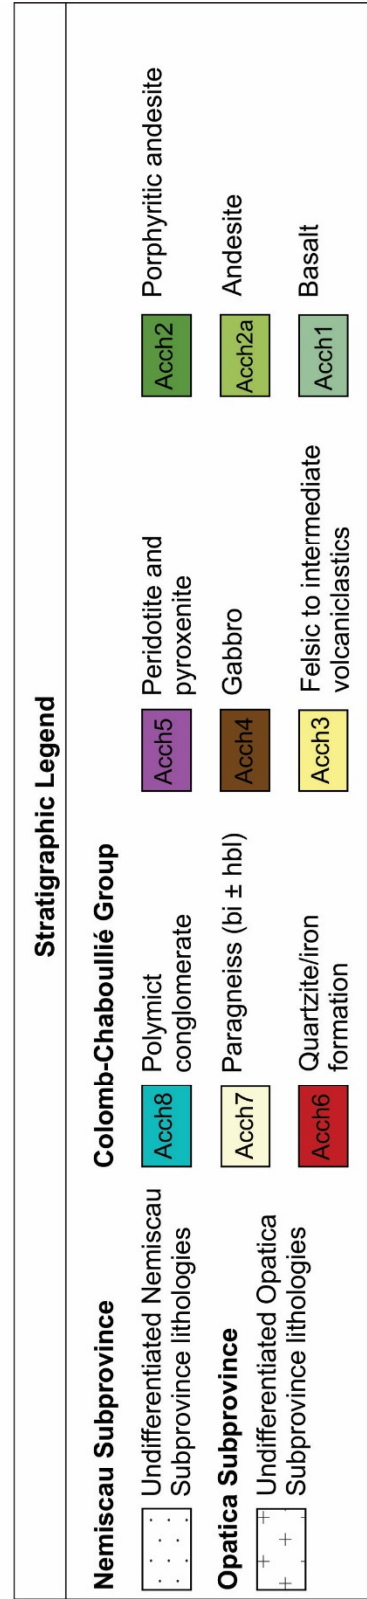 Stratigraphic Legend
Nemiscau Subprovince
Undifferentiated Nemiscau
Subprovince lithologies
Opatica Subprovince
Undifferentiated Opatica
Subprovince lithologies
Colomb-Chaboullié Group
Acch8
Polymict
conglomerate
Acch7
Paragneiss (bi ± hbl)
Acch6
Quartzite/iron
formation
Acch5
Peridotite and
pyroxenite
Acch4
Gabbro
Acch3
Felsic to intermediate
volcaniclastics
Acch2
Porphyritic andesite
Acch2a
Andesite
Acch1
Basalt